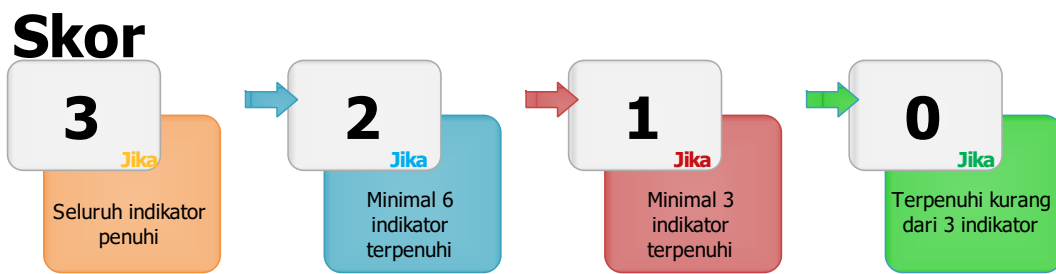 Skor
3
Jika
Seluruh indikator
penuhi
2
Jika
Minimal 6
indikator
terpenuhi
1
Jika
Minimal 3
indikator
terpenuhi
0
Jika
Terpenuhi kurang
dari 3 indikator